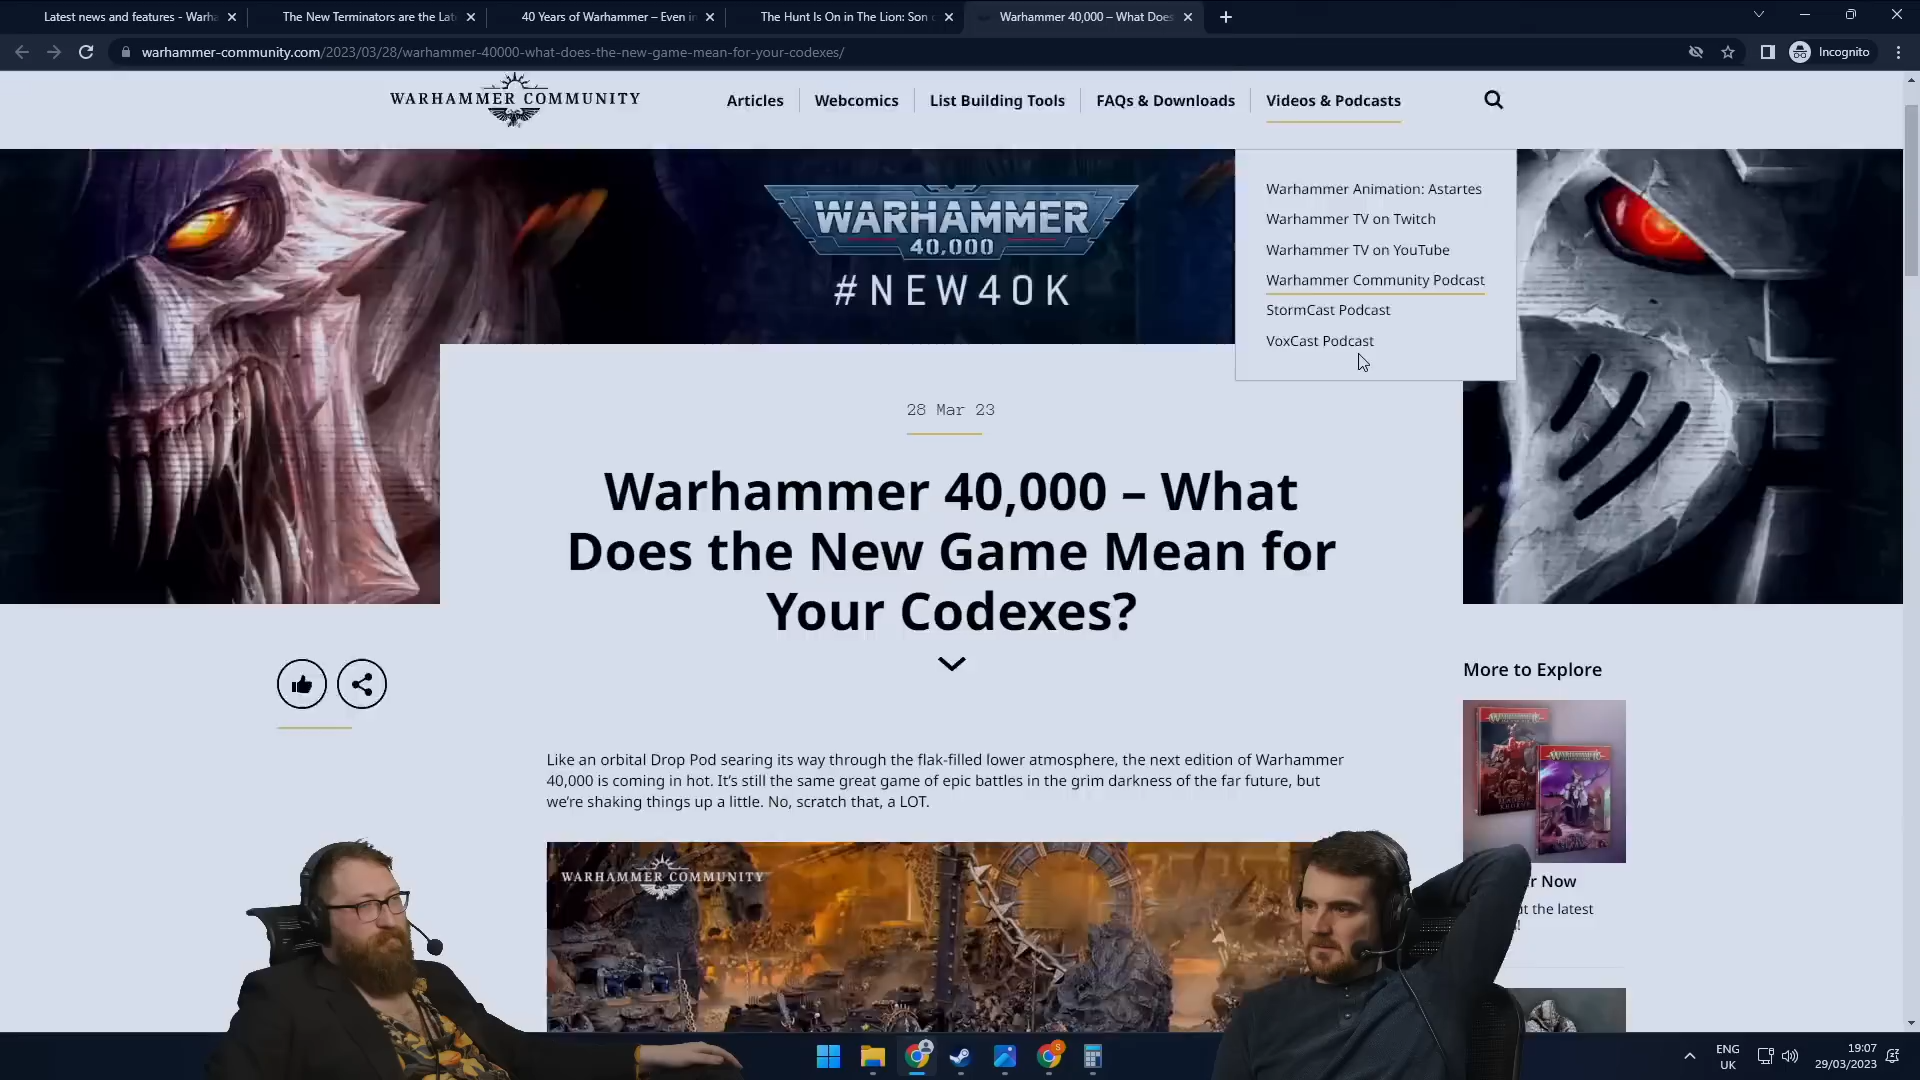 Latest news and features - Warha
The New Terminators are the Lat
40 Years of Warhammer – Even in
The Hunt Is On in The Lion: Son o
Warhammer 40,000 – What Does
warhammer-community.com/2023/03/28/warhammer-40000-what-does-the-new-game-mean-for-your-codexes/
Incognito
WARHAMMER COMMUNITY
Articles
Webcomics
List Building Tools
FAQs & Downloads
Videos & Podcasts
Warhammer Animation: Astartes
Warhammer TV on Twitch
Warhammer TV on YouTube
Warhammer Community Podcast
StormCast Podcast
VoxCast Podcast
WARHAMMER
40,000
#NEW40K
28 Mar 23
Warhammer 40,000 – What
Does the New Game Mean for
Your Codexes?
More to Explore
Like an orbital Drop Pod searing its way through the flak-filled lower atmosphere, the next edition of Warhammer
40,000 is coming in hot. It's still the same great game of epic battles in the grim darkness of the far future, but
we're shaking things up a little. No, scratch that, a LOT.
WARHAMMER COMMUNITY
r Now
at the latest
!
ENG
UK
19:07
29/03/2023